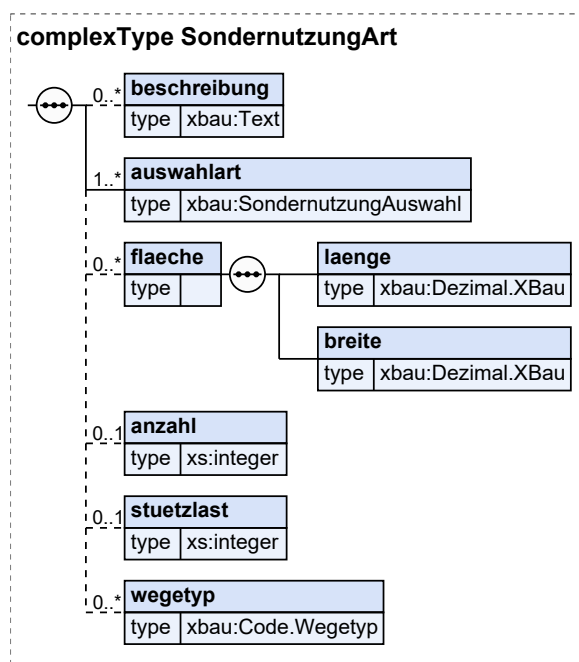 complexType SondernutzungArt
0..* beschreibung
type xbau:Text
1..* auswahlart
type xbau:SondernutzungAuswahl
0..* flaeche
type
laenge
type xbau:Dezimal.XBau
breite
type xbau:Dezimal.XBau
0..1 anzahl
type xs:integer
0..1 stuetzlast
type xs:integer
0..* wegetyp
type xbau:Code.Wegetyp